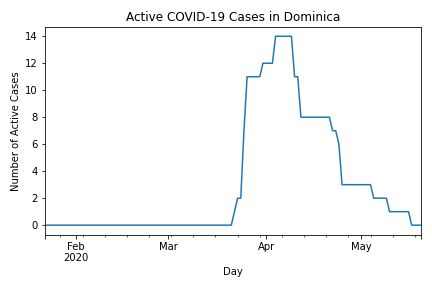 Active COVID-19 Cases in Dominica
14
12
10
8
6
4
2
0
Number of Active Cases
Feb Mar Apr May
2020
Day